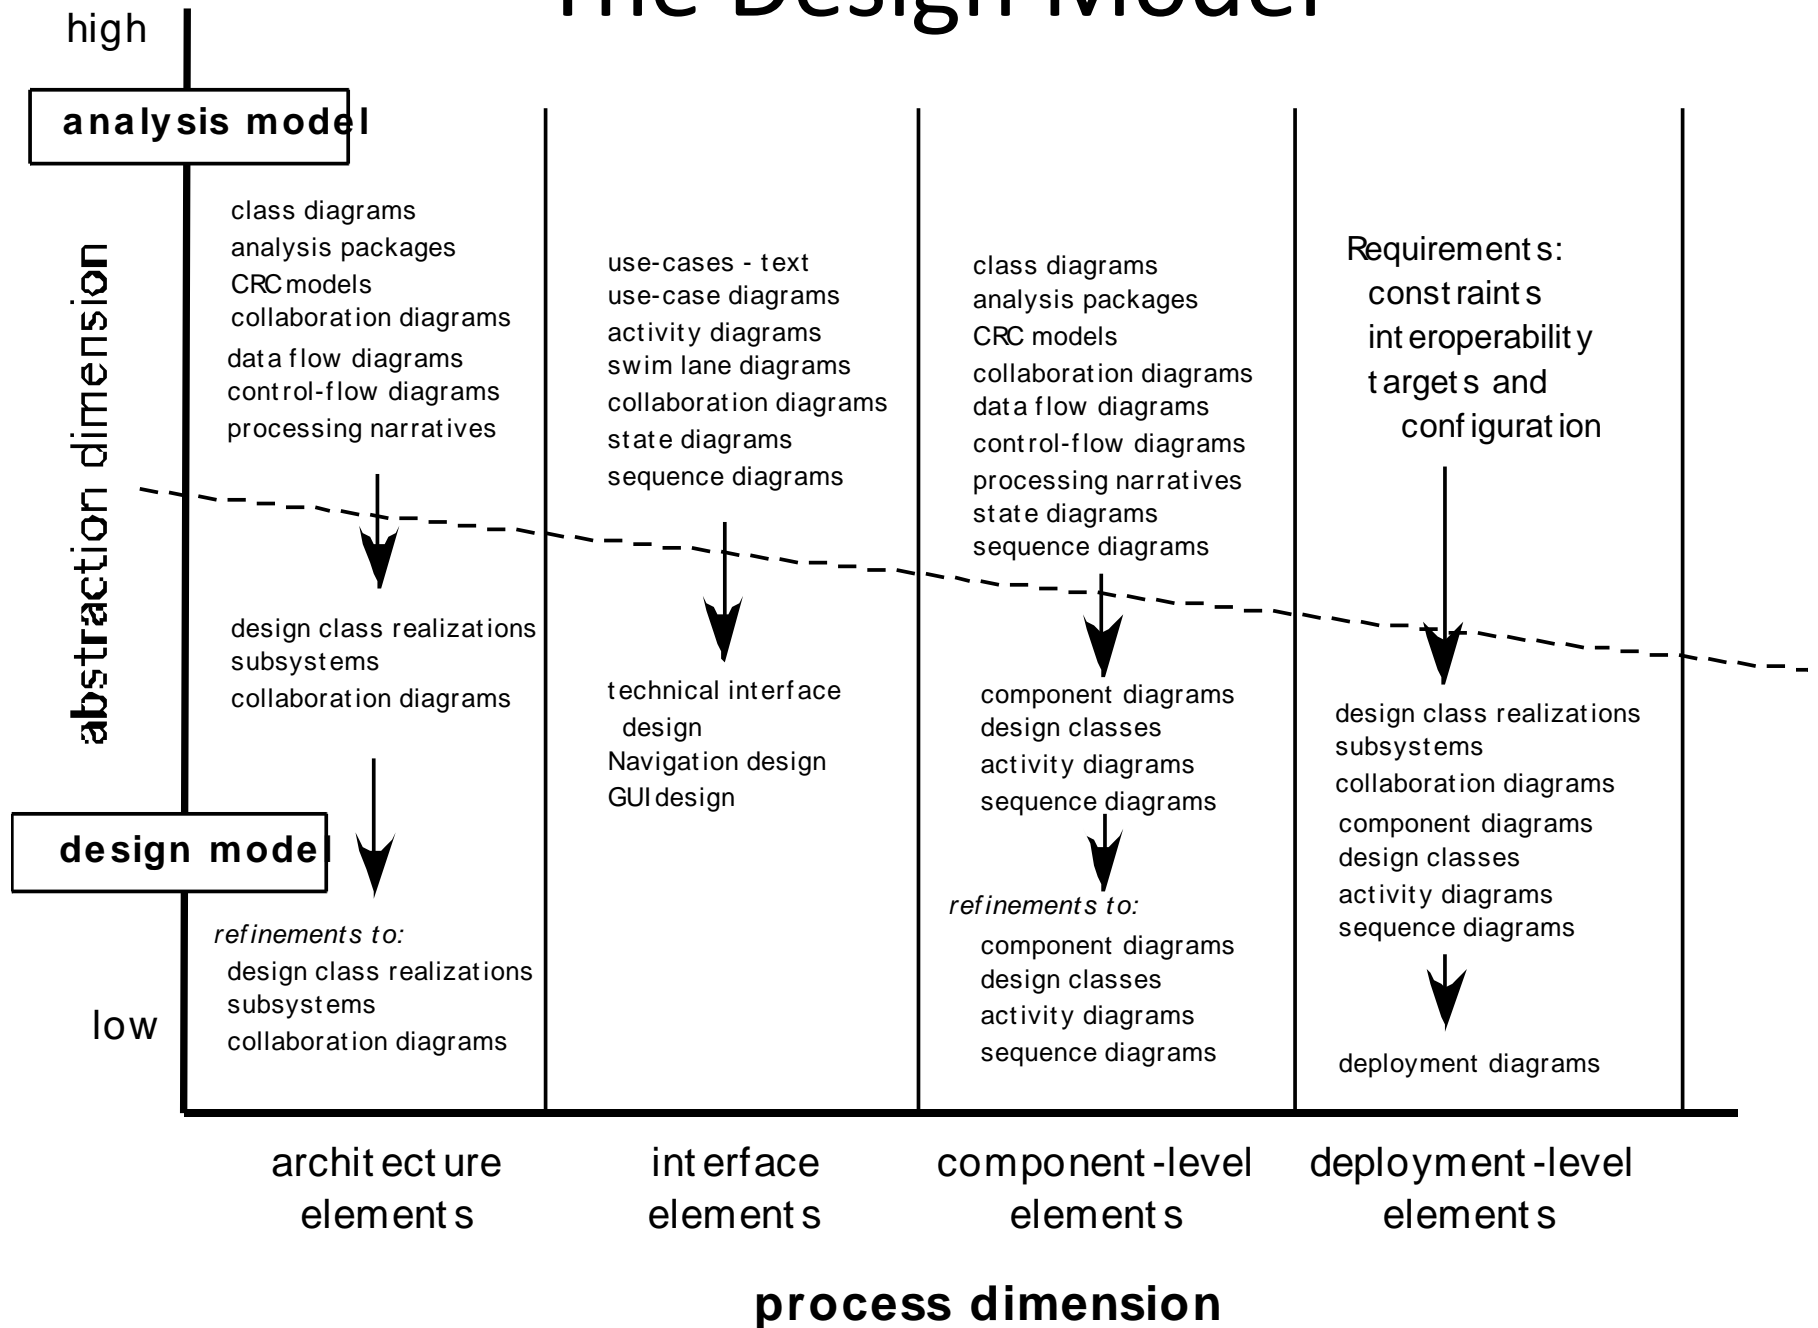 The Design Model
high
analysis model
class diagrams
analysis packages
CRC models
collaboration diagrams
data flow diagrams
control-flow diagrams
processing narratives
use-cases - text
use-case diagrams
activity diagrams
swim lane diagrams
collaboration diagrams
state diagrams
sequence diagrams
class diagrams
analysis packages
CRC models
collaboration diagrams
data flow diagrams
control-flow diagrams
processing narratives
state diagrams
sequence diagrams
Requirements:
constraints
interoperability
targets and
configuration
abstraction dimension
design class realizations
subsystems
collaboration diagrams
technical interface
design
Navigation design
GUI design
component diagrams
design classes
activity diagrams
sequence diagrams
design class realizations
subsystems
collaboration diagrams
component diagrams
design classes
activity diagrams
sequence diagrams
design model
refinements to:
design class realizations
subsystems
collaboration diagrams
refinements to:
component diagrams
design classes
activity diagrams
sequence diagrams
deployment diagrams
low
architecture
elements
interface
elements
component-level
elements
deployment-level
elements
process dimension